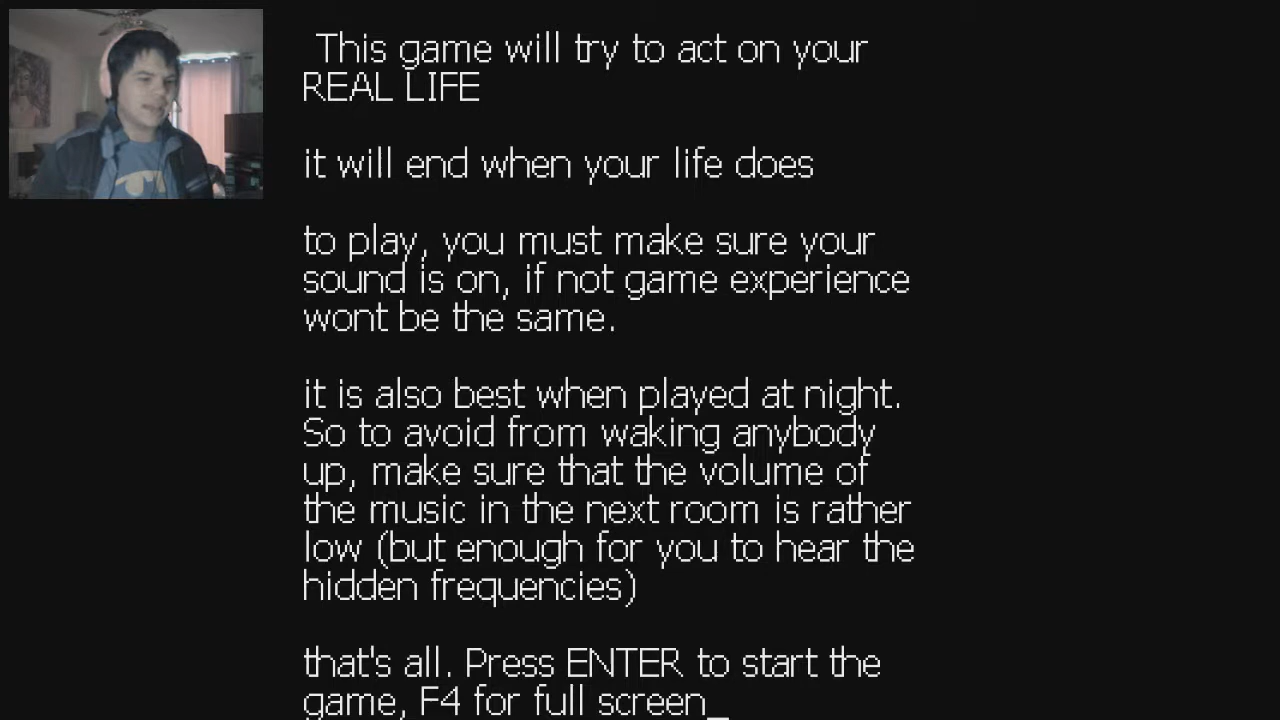 This game will try to act on your
REAL LIFE
it will end when your life does
to play, you must make sure your
sound is on, if not game experience
wont be the same.
it is also best when played at night.
So to avoid from waking anybody
up, make sure that the volume of
the music in the next room is rather
low (but enough for you to hear the
hidden frequencies)
that's all. Press ENTER to start the
game, F4 for full screen_